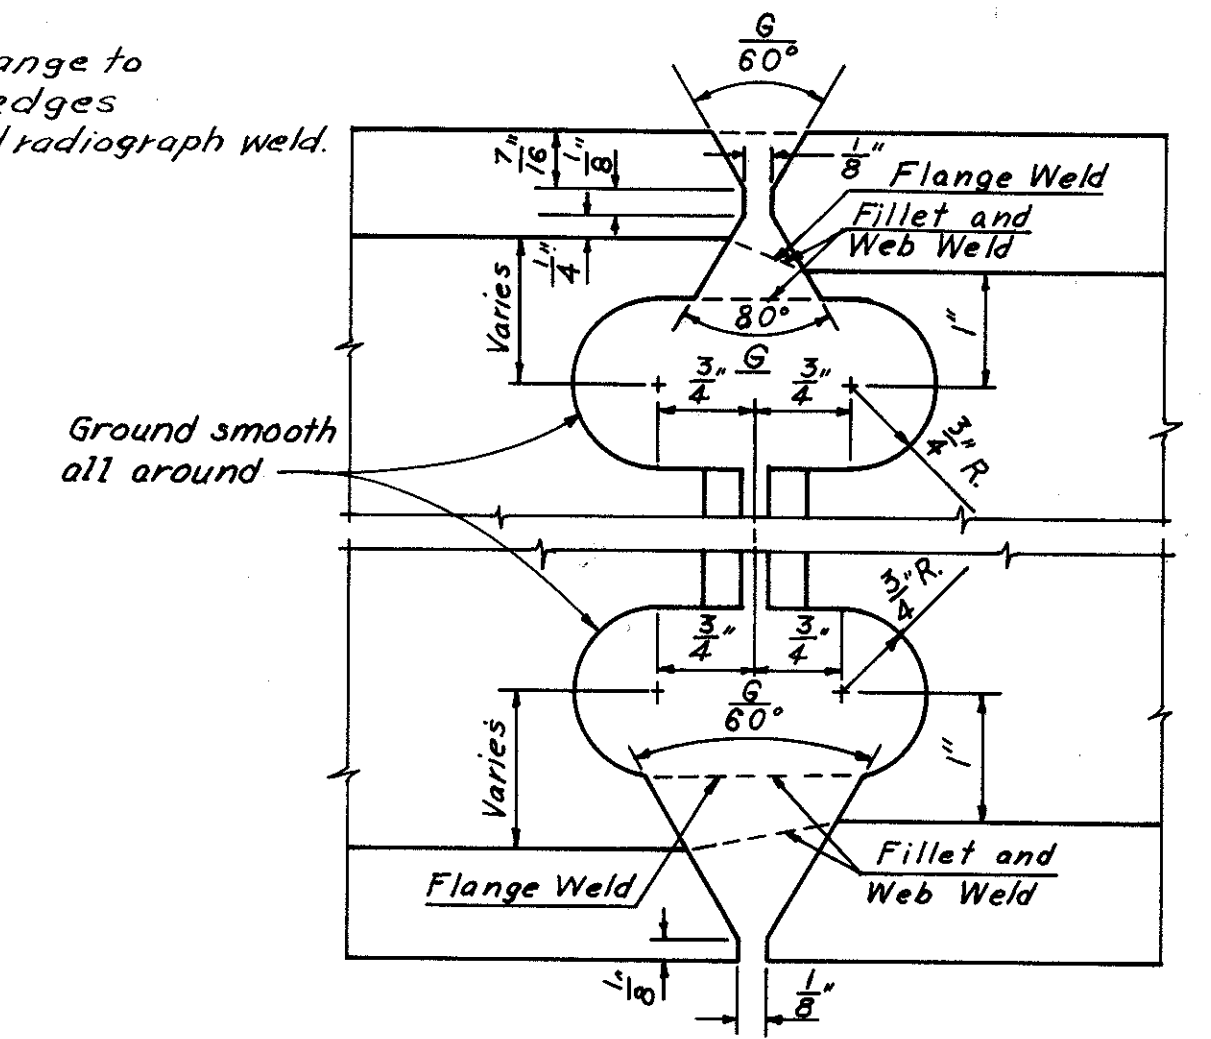 ange to
edges
d radiograph weld.
G
60°
7"
16
1"
8
1"
8
Flange Weld
Fillet and
Web Weld
1"
4
Varies
80°
G
1"
3"
4
3"
4
3" R.
4
Ground smooth
all around
3" R.
4
3"
4
3"
4
G
60°
Varies
1"
Fillet and
Web Weld
Flange Weld
1"
8
1"
8